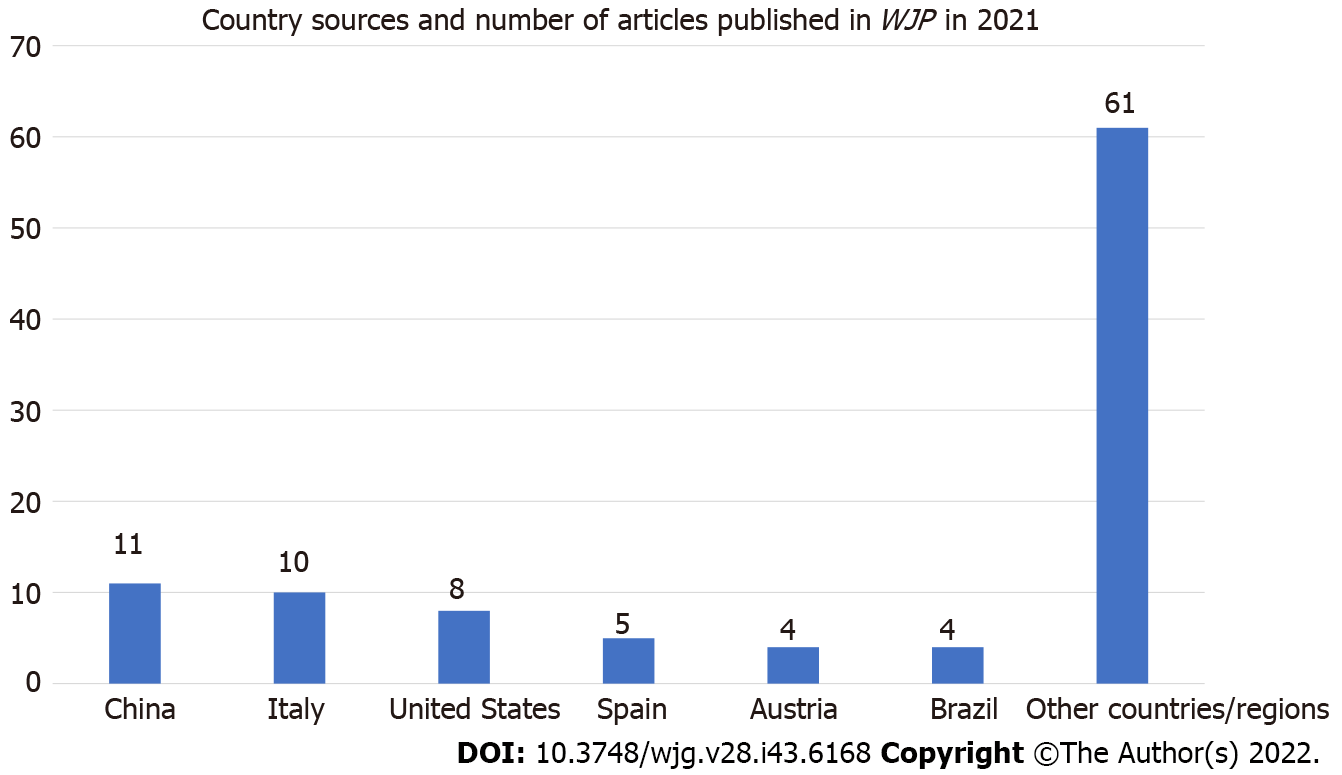 Country sources and number of articles published in WJP in 2021
70
60
50
40
30
20
10
0
11
10
8
5
4
4
61
China
Italy
United States
Spain
Austria
Brazil
Other countries/regions
DOI: 10.3748/wjg.v28.i43.6168 Copyright ©The Author(s) 2022.